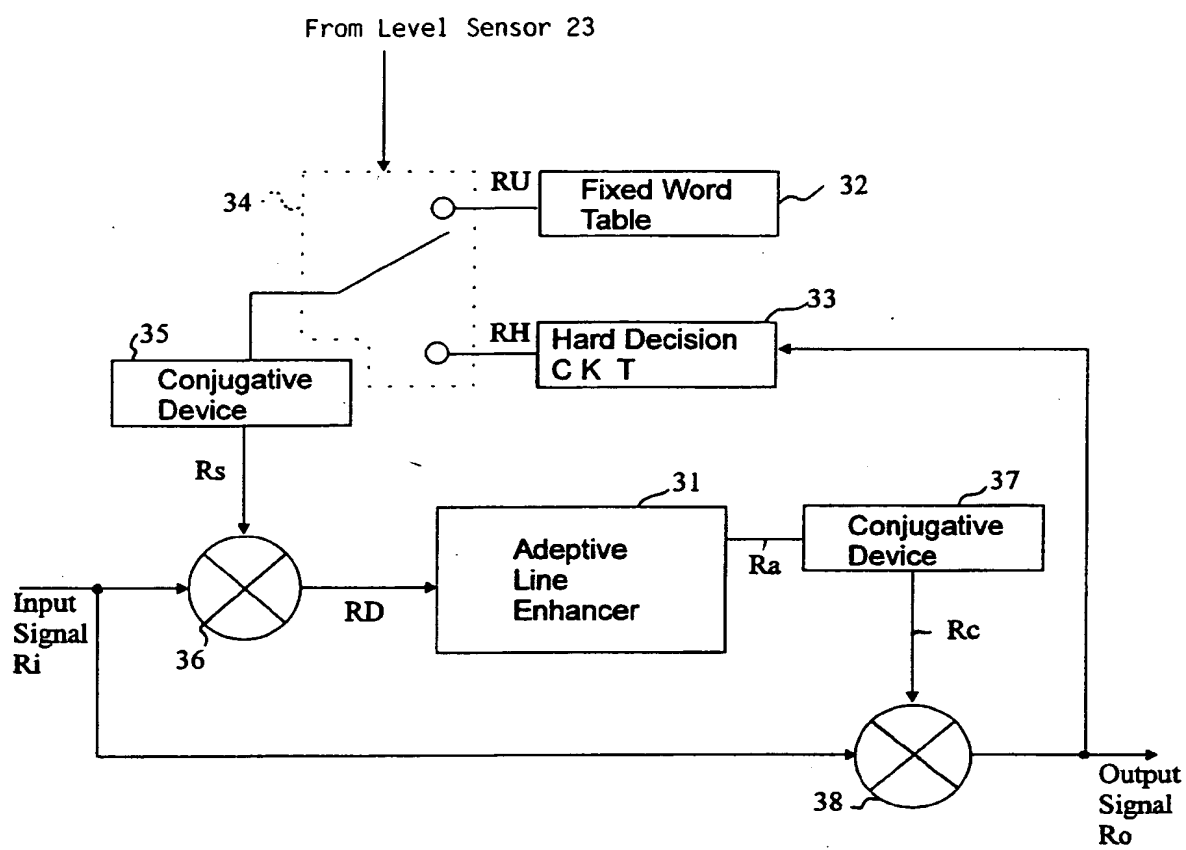 From Level Sensor 23
34
RU
Fixed Word
Table
32
33
RH
Hard Decision
C K T
35
Conjugative
Device
Rs
31
Adeptive
Line
Enhancer
37
Conjugative
Device
Ra
Input
Signal
Ri
36
RD
Rc
38
Output
Signal
Ro